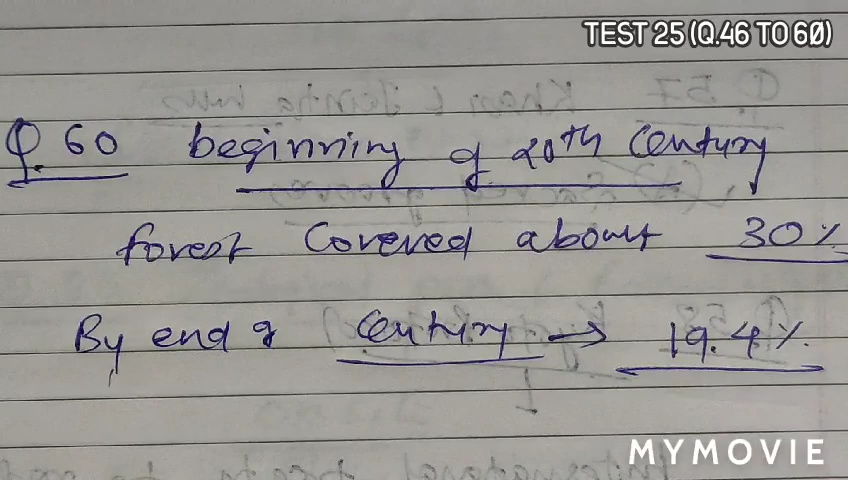 TEST 25 (Q.46 TO 60)
Q.60 beginning of 20th Century
forest Covered about 30%
By end of Century → 19.4%
MYMOVIE